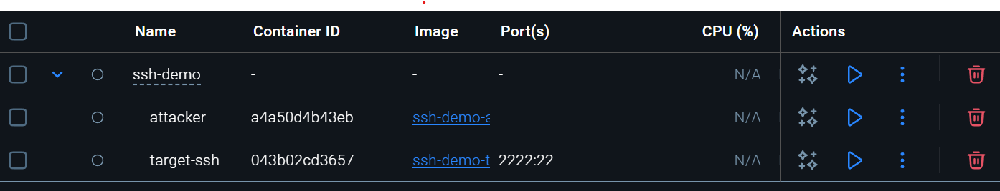 Name Container ID Image Port(s) CPU (%) Actions
ssh-demo - - - N/A
attacker a4a50d4b43eb ssh-demo-a N/A
target-ssh 043b02cd3657 ssh-demo-t 2222:22 N/A